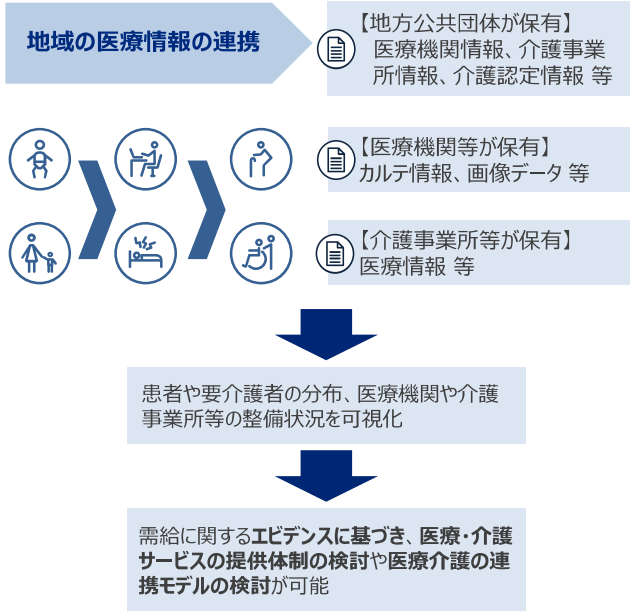 地域の医療情報の連携
【地方公共団体が保有】
医療機関情報、介護事業
所情報、介護認定情報 等
【医療機関等が保有】
カルテ情報、画像データ 等
【介護事業所等が保有】
医療情報 等
患者や要介護者の分布、医療機関や介護
事業所等の整備状況を可視化
需給に関するエビデンスに基づき、医療・介護
サービスの提供体制の検討や医療介護の連
携モデルの検討が可能